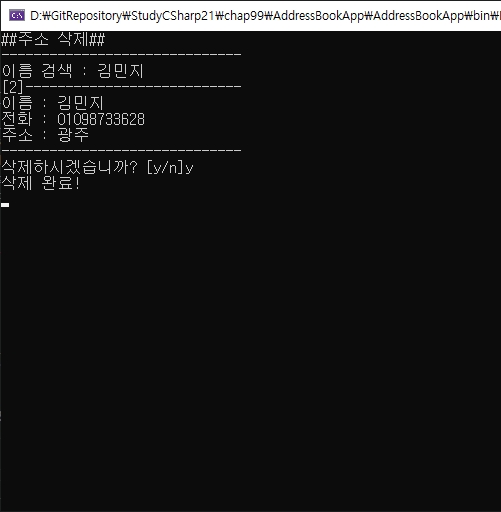 D:₩GitRepository₩StudyCSharp21₩chap99₩AddressBookApp₩AddressBookApp₩bin₩
##주소 삭제##
------------------------------
이름 검색 : 김민지
[2]---------------------------
이름 : 김민지
전화 : 01098733628
주소 : 광주
------------------------------
삭제하시겠습니까? [y/n]y
삭제 완료!